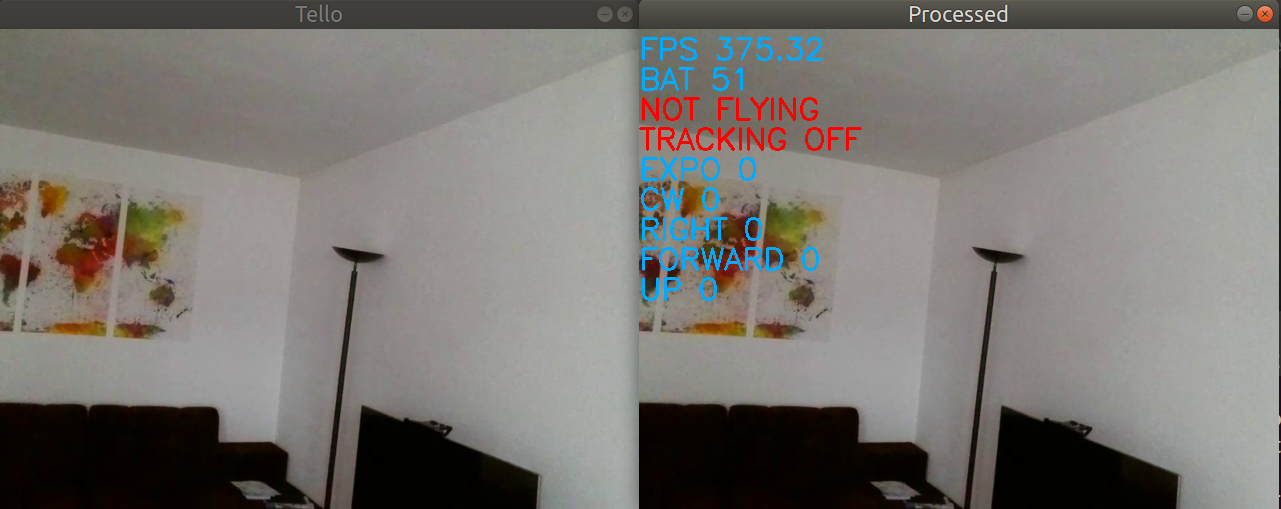 Tello
Processed
FPS 375.32
BAT 51
NOT FLYING
TRACKING OFF
EXPO 0
CW 0
RIGHT 0
FORWARD 0
UP 0